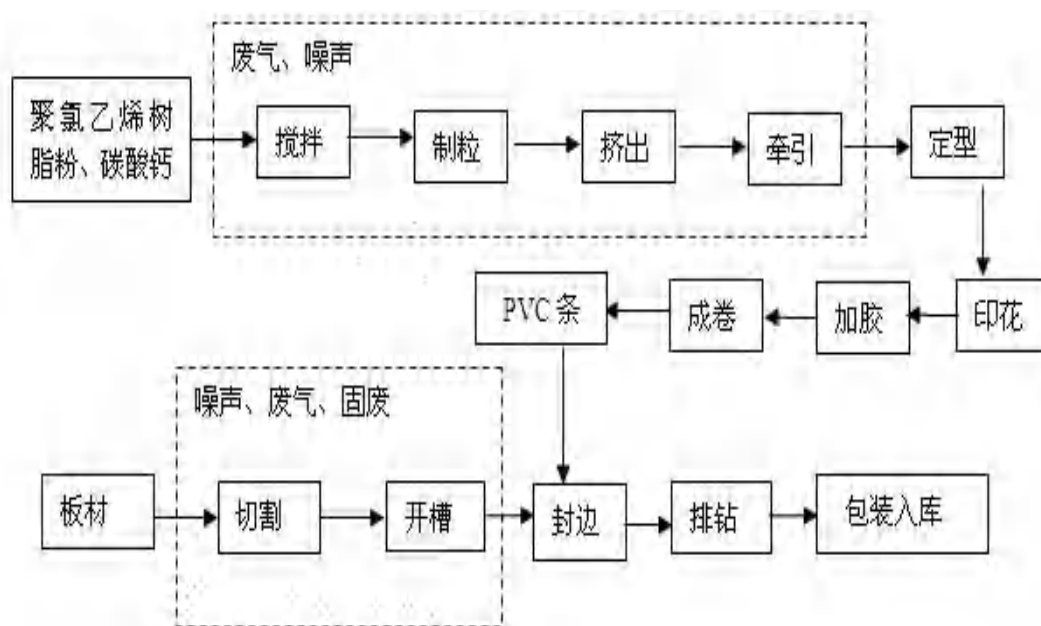 废气、噪声
聚氯乙烯树
脂粉、碳酸钙
搅拌
制粒
挤出
牵引
定型
PVC 条
成卷
加胶
印花
噪声、废气、固废
板材
切割
开槽
封边
排钻
包装入库